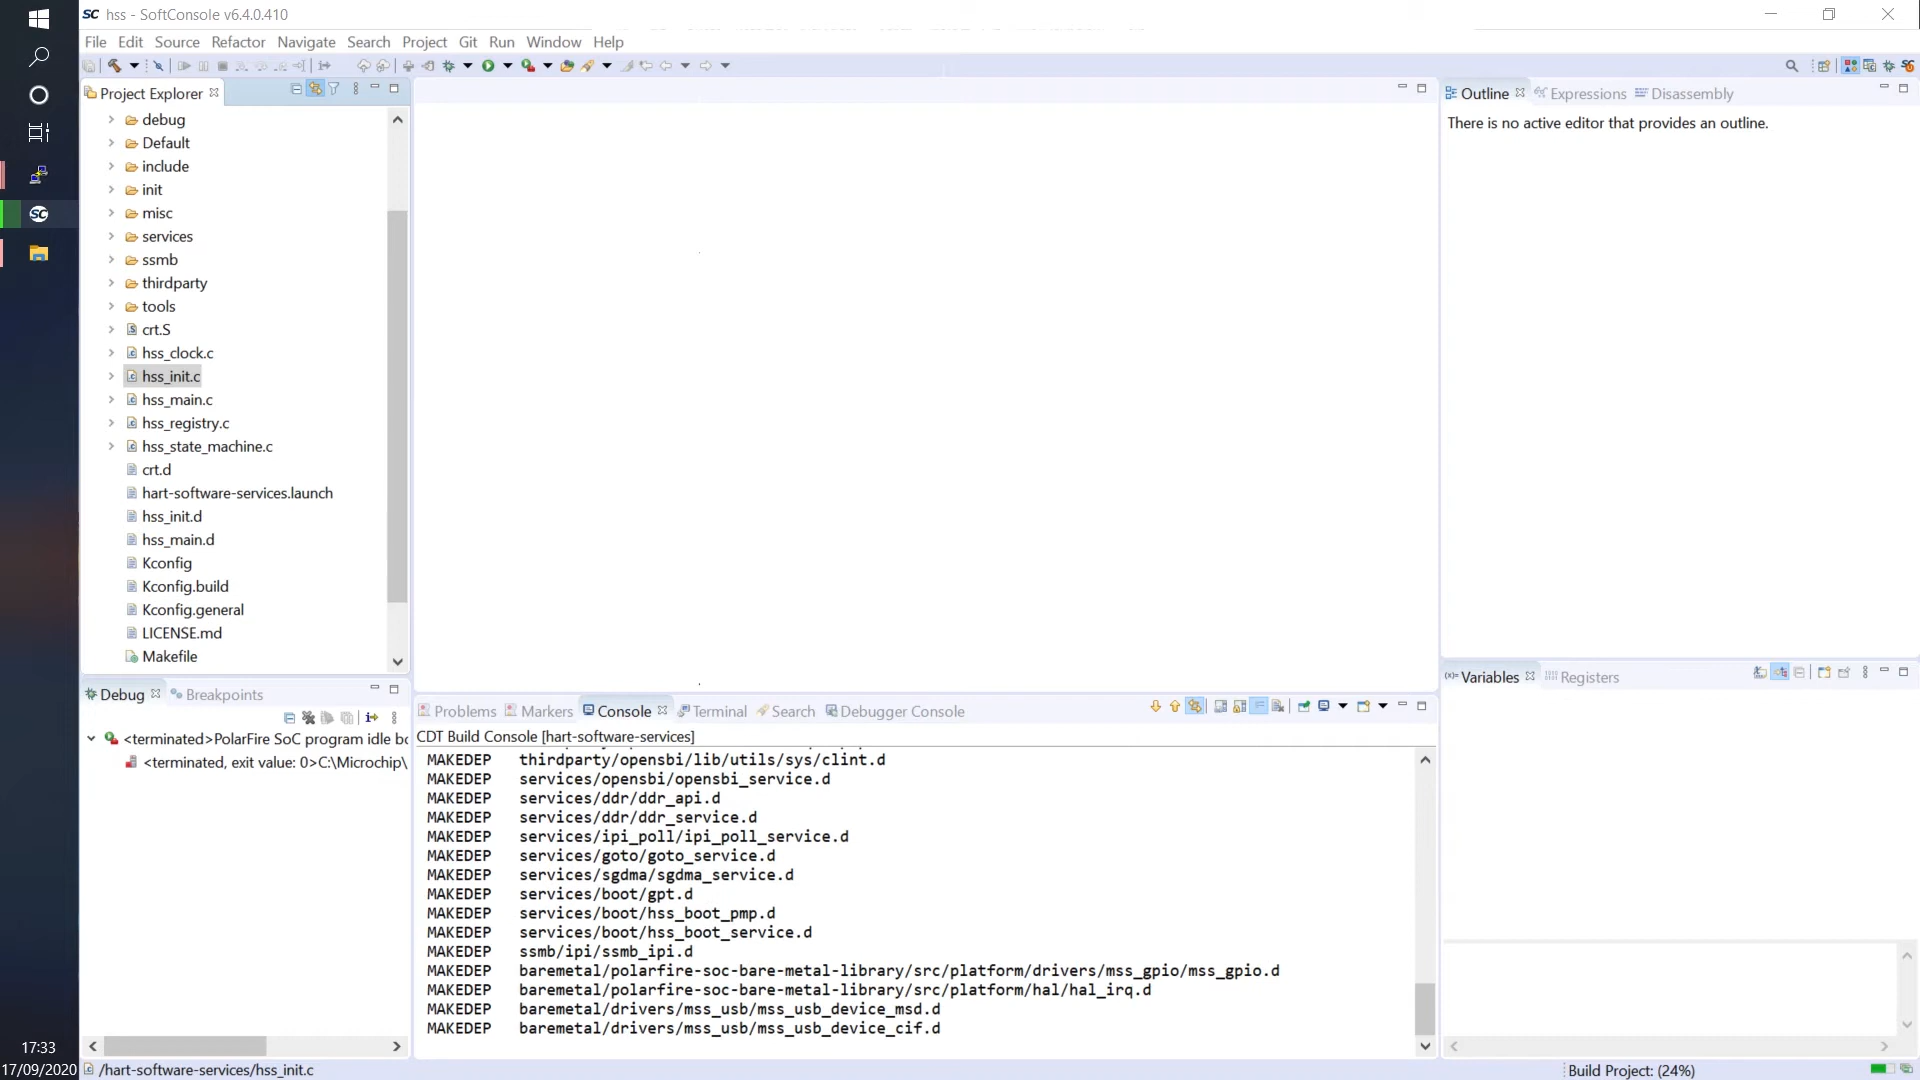 hss - SoftConsole v6.4.0.410
File Edit Source Refactor Navigate Search Project Git Run Window Help
Project Explorer
debug
Default
include
init
misc
services
ssmb
thirdparty
tools
crt.S
hss_clock.c
hss_init.c
hss_main.c
hss_registry.c
hss_state_machine.c
crt.d
hart-software-services.launch
hss_init.d
hss_main.d
Kconfig
Kconfig.build
Kconfig.general
LICENSE.md
Makefile
Outline Expressions Disassembly
There is no active editor that provides an outline.
Debug Breakpoints
<terminated>PolarFire SoC program idle bo
<terminated, exit value: 0>C:\Microchip\
Problems Markers Console Terminal Search Debugger Console
CDT Build Console [hart-software-services]
MAKEDEP thirdparty/opensbi/lib/utils/sys/clint.d
MAKEDEP services/opensbi/opensbi_service.d
MAKEDEP services/ddr/ddr_api.d
MAKEDEP services/ddr/ddr_service.d
MAKEDEP services/ipi_poll/ipi_poll_service.d
MAKEDEP services/goto/goto_service.d
MAKEDEP services/sgdma/sgdma_service.d
MAKEDEP services/boot/gpt.d
MAKEDEP services/boot/hss_boot_pmp.d
MAKEDEP services/boot/hss_boot_service.d
MAKEDEP ssmb/ipi/ssmb_ipi.d
MAKEDEP baremetal/polarfire-soc-bare-metal-library/src/platform/drivers/mss_gpio/mss_gpio.d
MAKEDEP baremetal/polarfire-soc-bare-metal-library/src/platform/hal/hal_irq.d
MAKEDEP baremetal/drivers/mss_usb/mss_usb_device_msd.d
MAKEDEP baremetal/drivers/mss_usb/mss_usb_device_cif.d
Variables Registers
/hart-software-services/hss_init.c
Build Project: (24%)
17:33
17/09/2020